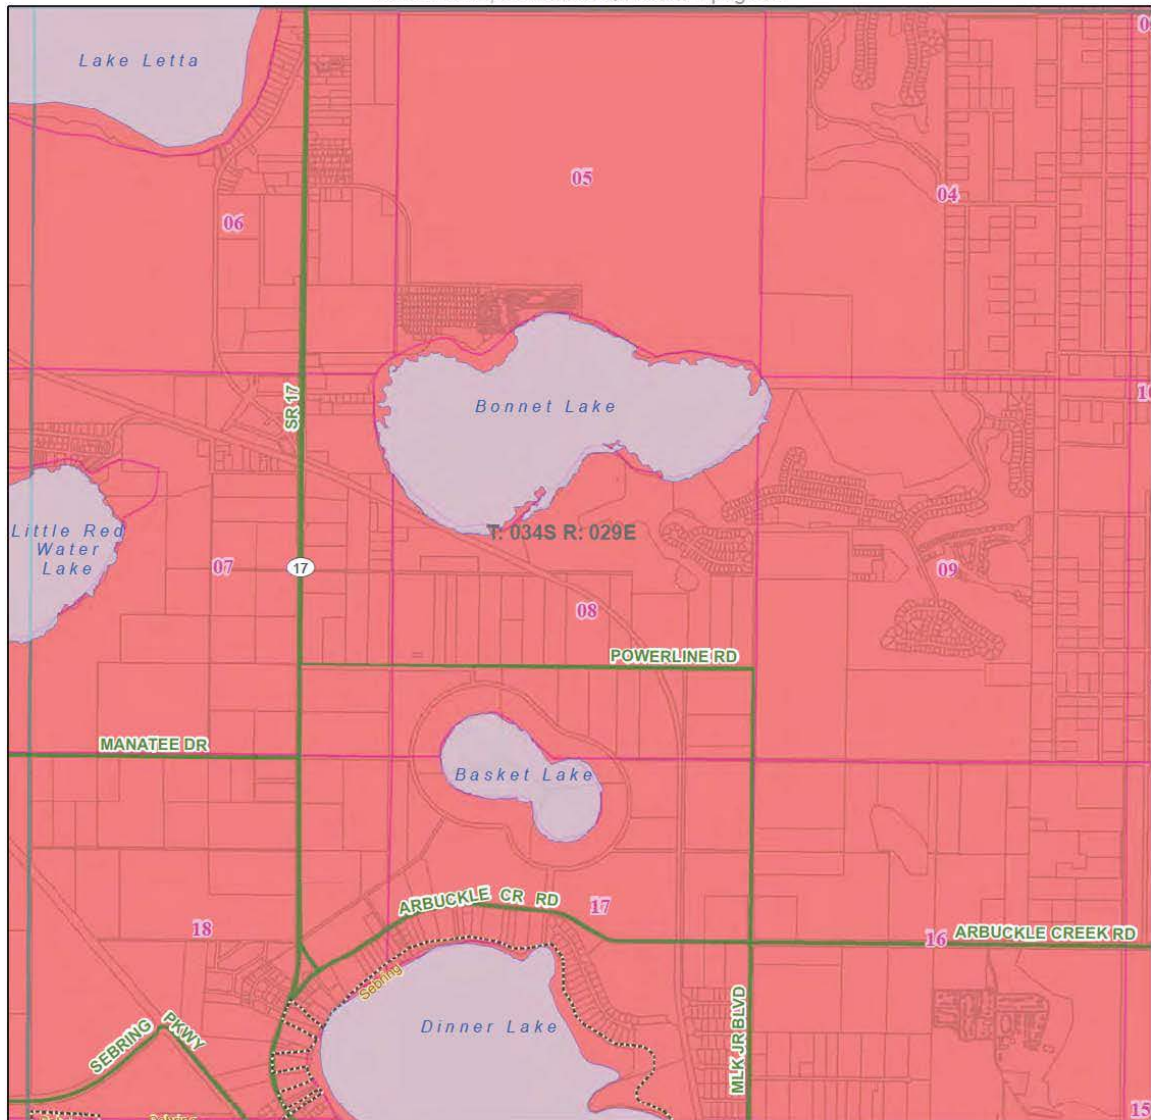 Lake Letta
05
04
06
SR 17
Bonnet Lake
10
Little Red
Water
Lake
T: 034S R: 029E
07
17
08
09
POWERLINE RD
MANATEE DR
Basket Lake
ARBUCKLE CR RD
17
18
16
ARBUCKLE CREEK RD
Sebring
Dinner Lake
SEBRING PKWY
MLK JR BLVD
15